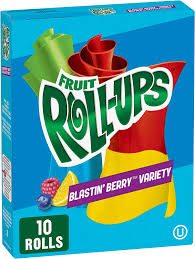 FRUIT
ROLL-UPS
BLASTIN' BERRY™ VARIETY
10
ROLLS
U